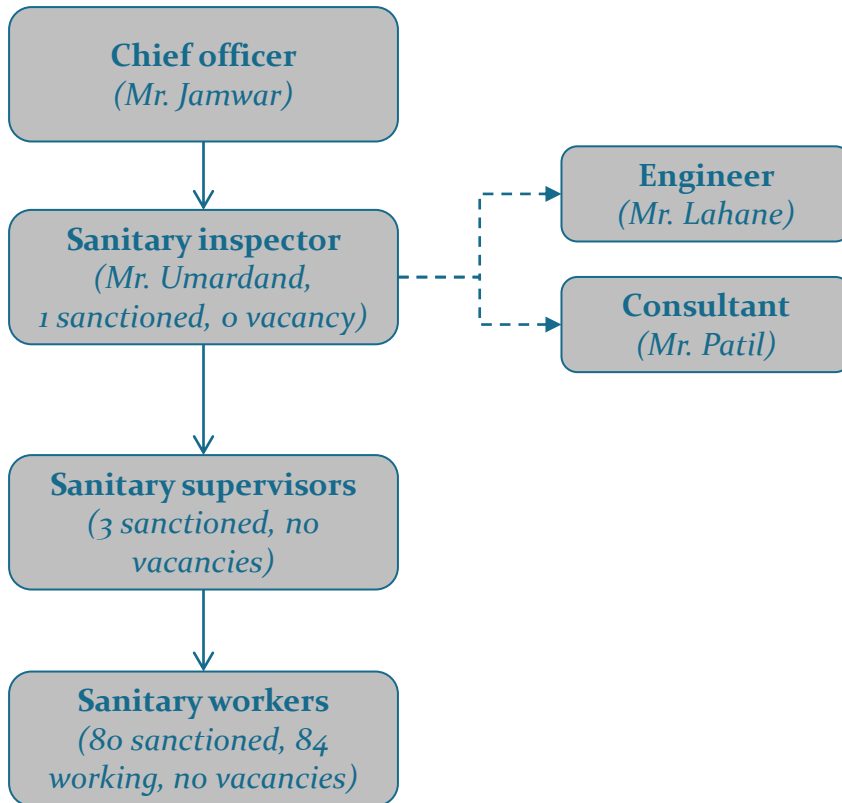 Chief officer
(Mr. Jamwar)
Engineer
(Mr. Lahane)
Sanitary inspector
(Mr. Umardand,
1 sanctioned, 0 vacancy)
Consultant
(Mr. Patil)
Sanitary supervisors
(3 sanctioned, no
vacancies)
Sanitary workers
(80 sanctioned, 84
working, no vacancies)